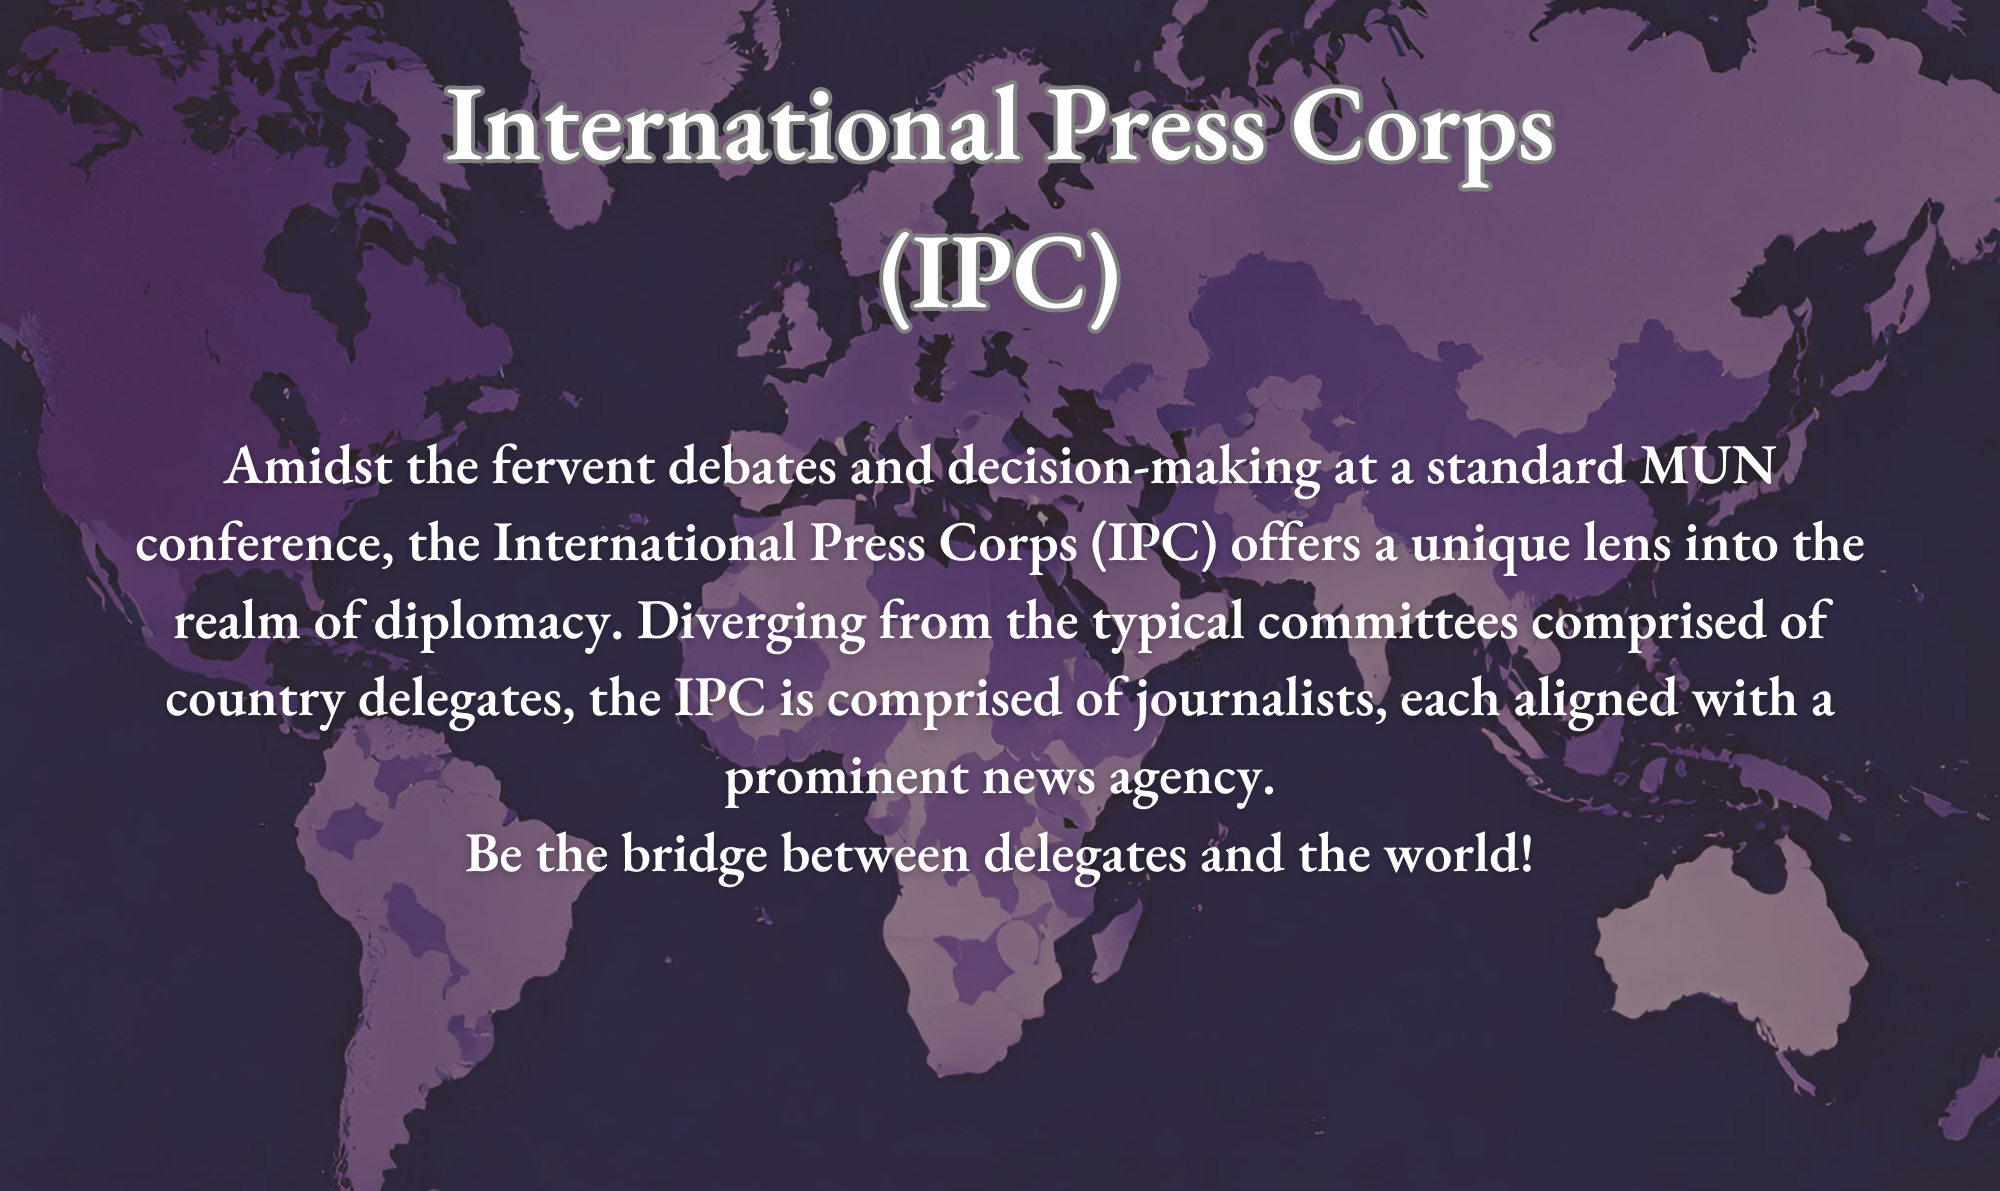 International Press Corps
(IPC)
Amidst the fervent debates and decision-making at a standard MUN
conference, the International Press Corps (IPC) offers a unique lens into the
realm of diplomacy. Diverging from the typical committees comprised of
country delegates, the IPC is comprised of journalists, each aligned with a
prominent news agency.
Be the bridge between delegates and the world!